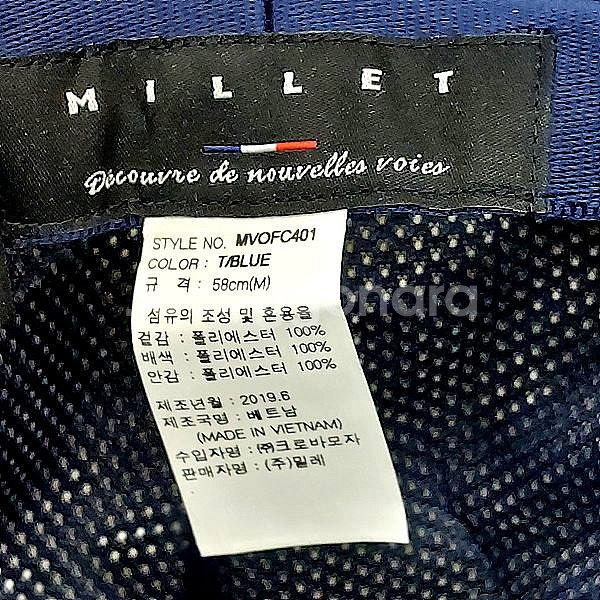 MILLET
Découvre de nouvelles voies
STYLE NO. MVOFC401
COLOR : T/BLUE
규 격 : 58cm(M)
섬유의 조성 및 혼용율
겉감 : 폴리에스터 100%
배색 : 폴리에스터 100%
안감 : 폴리에스터 100%
제조년월 : 2019.6
제조국명 : 베트남
(MADE IN VIETNAM)
수입자명 : ㈜크로바모자
판매자명 : (주)밀레